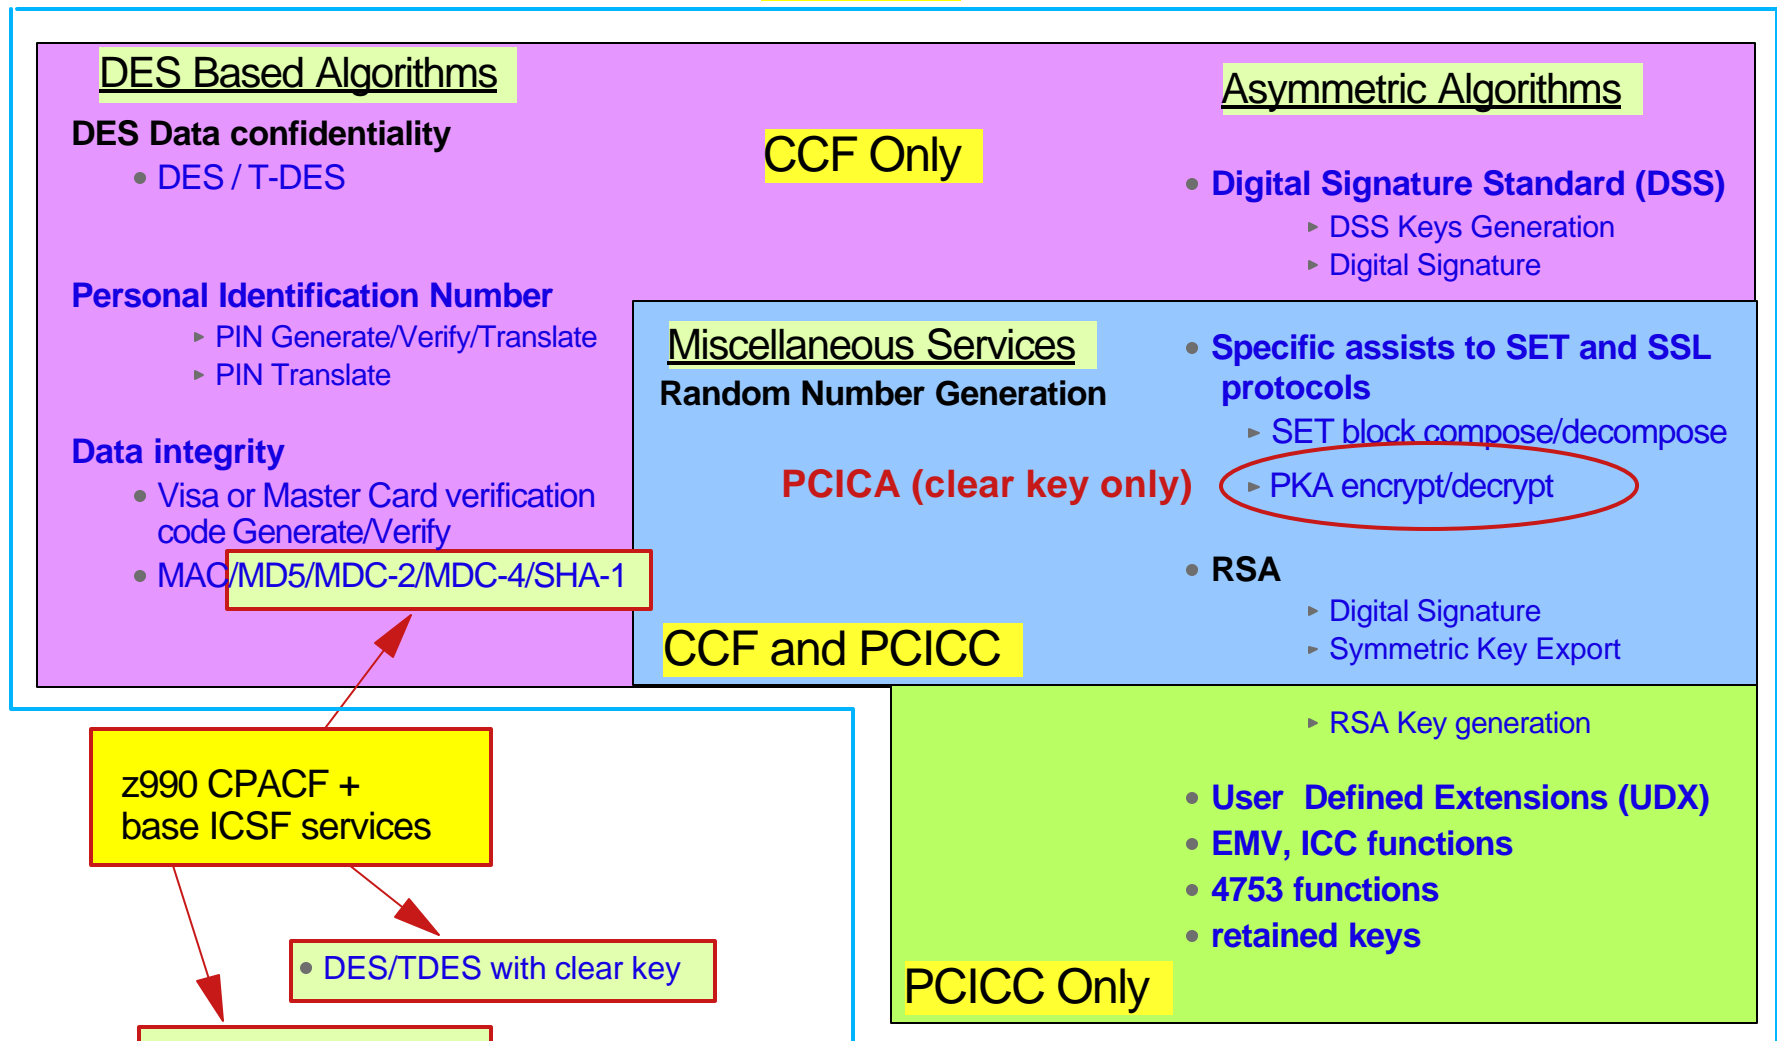 DES Based Algorithms
DES Data confidentiality
DES / T-DES
Personal Identification Number
PIN Generate/Verify/Translate
PIN Translate
Data integrity
Visa or Master Card verification
code Generate/Verify
MAC/MD5/MDC-2/MDC-4/SHA-1
CCF Only
Asymmetric Algorithms
Digital Signature Standard (DSS)
DSS Keys Generation
Digital Signature
Miscellaneous Services
Random Number Generation
Specific assists to SET and SSL
protocols
SET block compose/decompose
PCICA (clear key only)
PKA encrypt/decrypt
RSA
Digital Signature
Symmetric Key Export
CCF and PCICC
RSA Key generation
User Defined Extensions (UDX)
EMV, ICC functions
4753 functions
retained keys
PCICC Only
z990 CPACF +
base ICSF services
DES/TDES with clear key